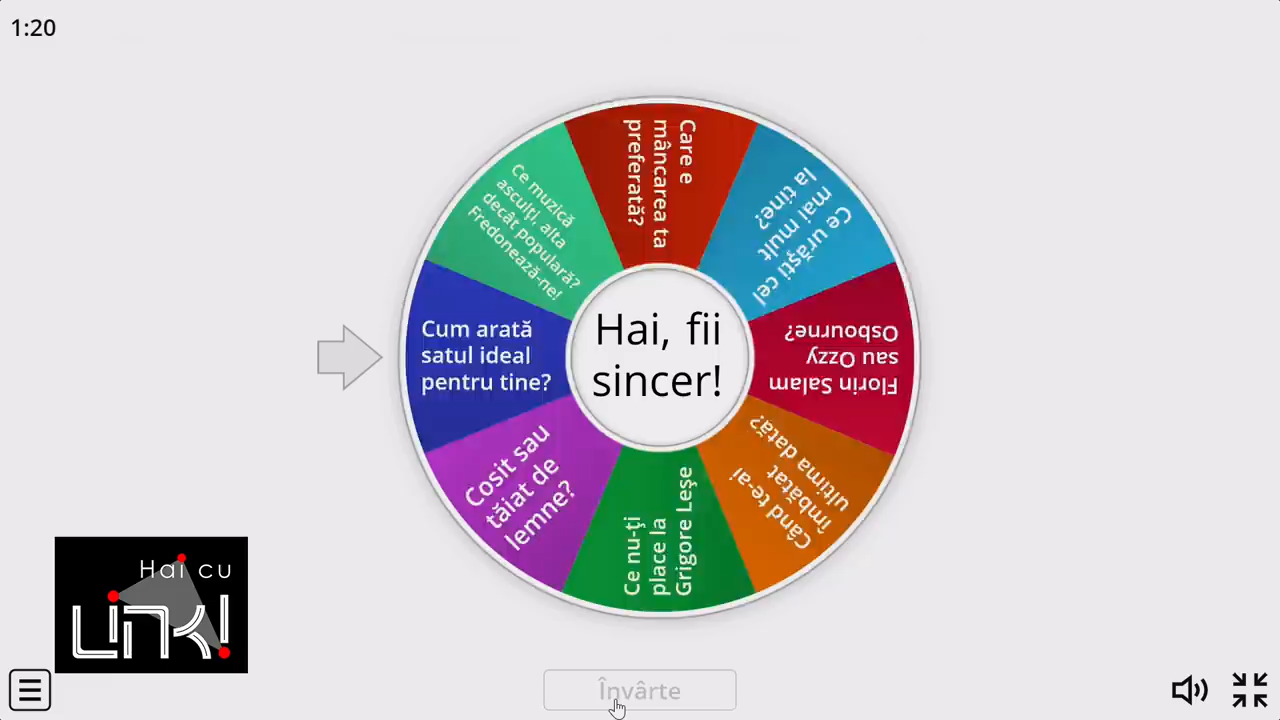 1:20
Care e
mâncarea ta
preferată?
Ce urăști cel
mai mult
la tine?
Florin Salam
sau Ozzy
Osbourne?
Când te-ai
îmbătat
ultima dată?
Ce nu-ți
place la
Grigore Leșe
Cosit sau
tăiat de
lemne?
Cum arată
satul ideal
pentru tine?
Ce muzică
asculți, alta
decât populară?
Fredonează-ne!
Hai, fii
sincer!
Hai cu
LINK!
Învârte